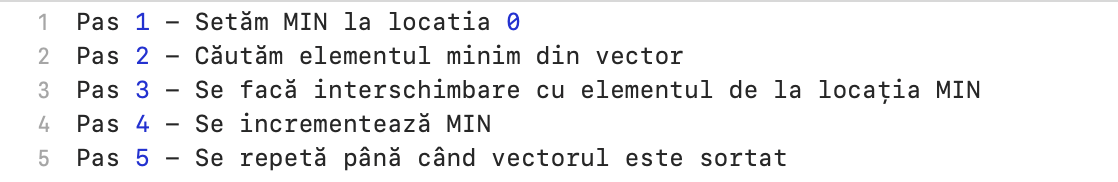 1 Pas 1 – Setăm MIN la locatia 0
2 Pas 2 – Căutăm elementul minim din vector
3 Pas 3 – Se facă interschimbare cu elementul de la locația MIN
4 Pas 4 – Se incrementează MIN
5 Pas 5 – Se repetă până când vectorul este sortat